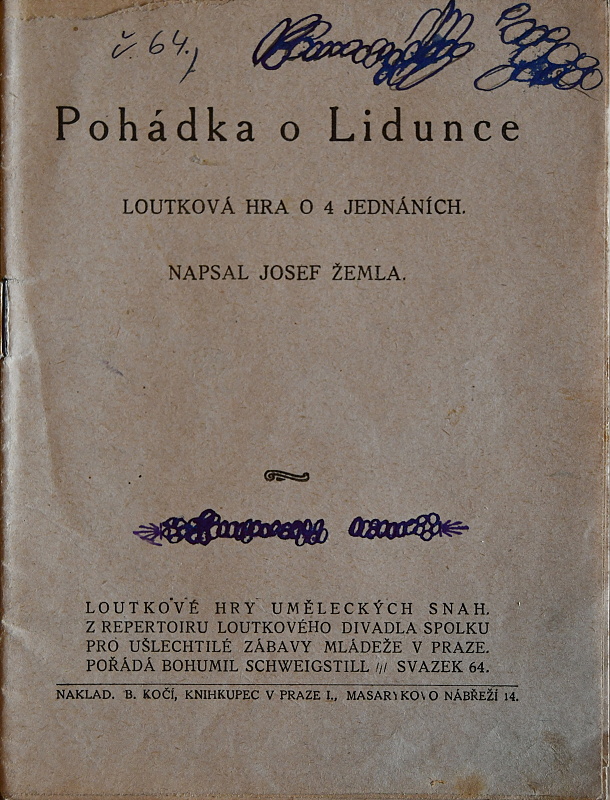 č. 64.
Pohádka o Lidunce
LOUTKOVÁ HRA O 4 JEDNÁNÍCH.
NAPSAL JOSEF ŽEMLA.
LOUTKOVÉ HRY UMĚLECKÝCH SNAH.
Z REPERTOIRU LOUTKOVÉHO DIVADLA SPOLKU
PRO UŠLECHTILÉ ZÁBAVY MLÁDEŽE V PRAZE.
POŘÁDÁ BOHUMIL SCHWEIGSTILL /// SVAZEK 64.
NAKLAD. B. KOČÍ, KNIHKUPEC V PRAZE I., MASARYKOVO NÁBŘEŽÍ 14.